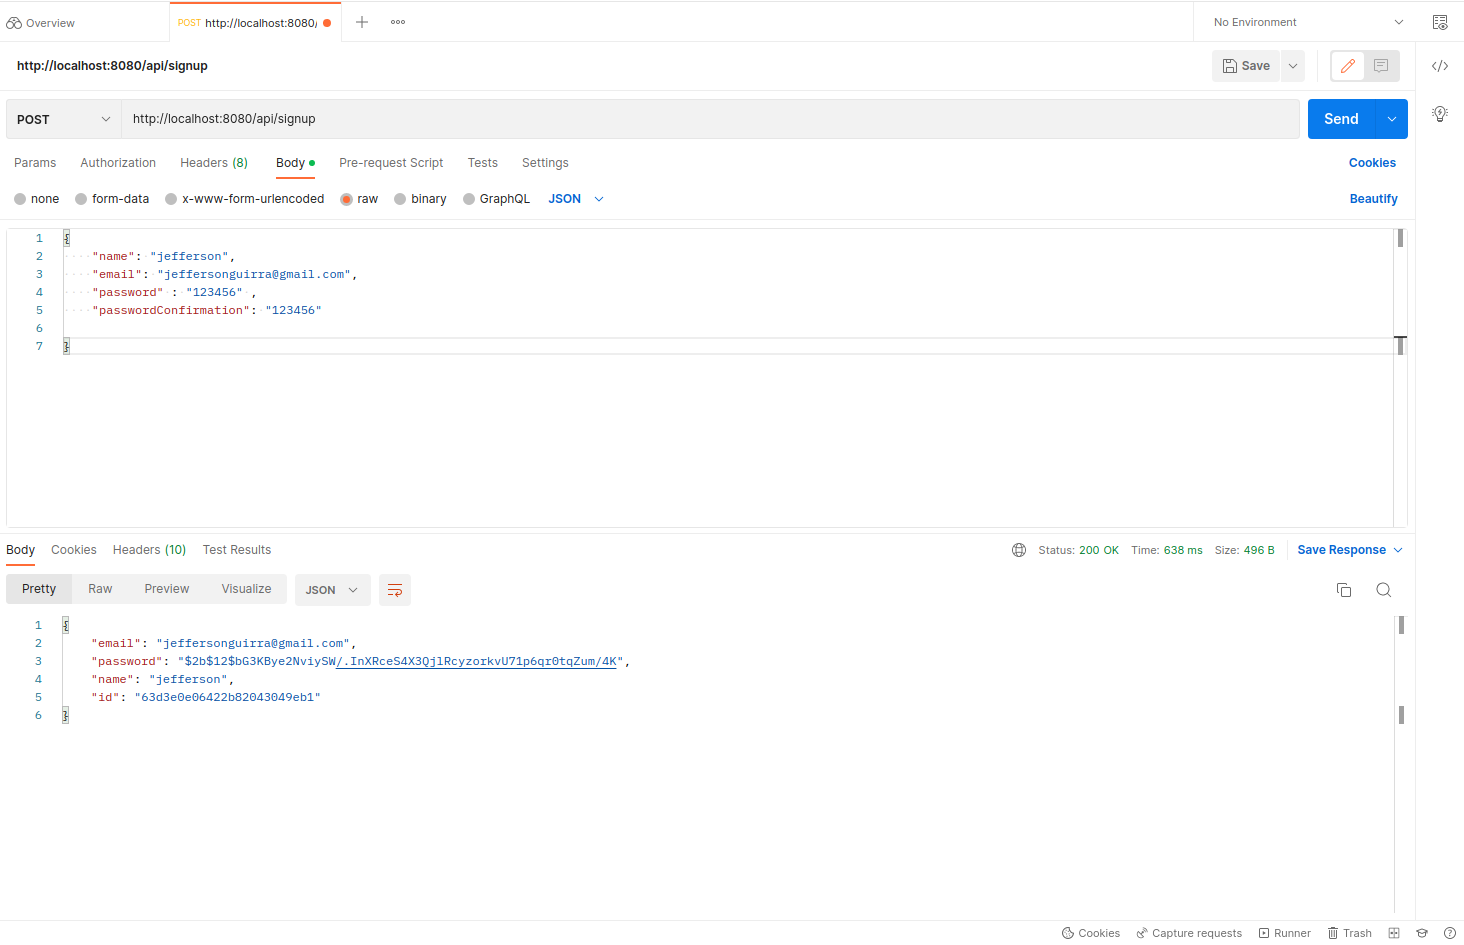 Overview
POST http://localhost:8080/
No Environment
http://localhost:8080/api/signup
Save
POST
http://localhost:8080/api/signup
Send
Params Authorization Headers (8) Body Pre-request Script Tests Settings Cookies
none form-data x-www-form-urlencoded raw binary GraphQL JSON Beautify
1 {
2 "name": "jefferson",
3 "email": "jeffersonguirra@gmail.com",
4 "password" : "123456" ,
5 "passwordConfirmation": "123456"
6
7 }
Body Cookies Headers (10) Test Results Status: 200 OK Time: 638 ms Size: 496 B Save Response
Pretty Raw Preview Visualize JSON
1 {
2 "email": "jeffersonguirra@gmail.com",
3 "password": "$2b$12$bG3KBye2NviySW/.InXRceS4X3QjlRcyzorkvU71p6qr0tqZum/4K",
4 "name": "jefferson",
5 "id": "63d3e0e06422b82043049eb1"
6 }
Cookies Capture requests Runner Trash